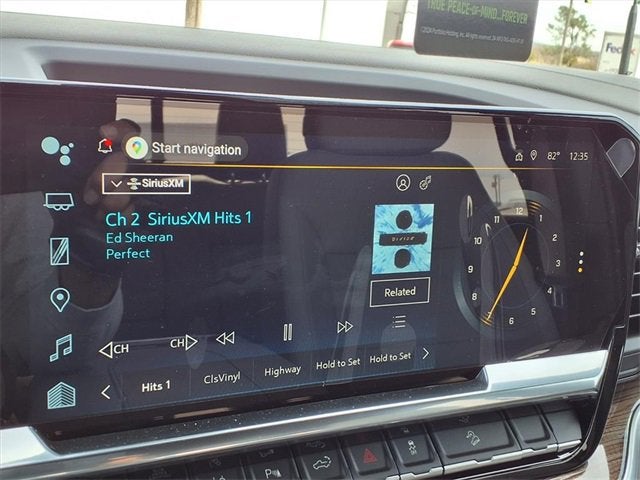 TRUE PEACE-OF-MIND...FOREVER
FedEx
Start navigation
82° 12:35
SiriusXM
Ch 2 SiriusXM Hits 1
Ed Sheeran
Perfect
Related
12
1
2
3
4
5
6
7
8
9
10
11
CH
CH
Hits 1
ClsVinyl
Highway
Hold to Set
Hold to Set